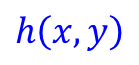 h(x, y)